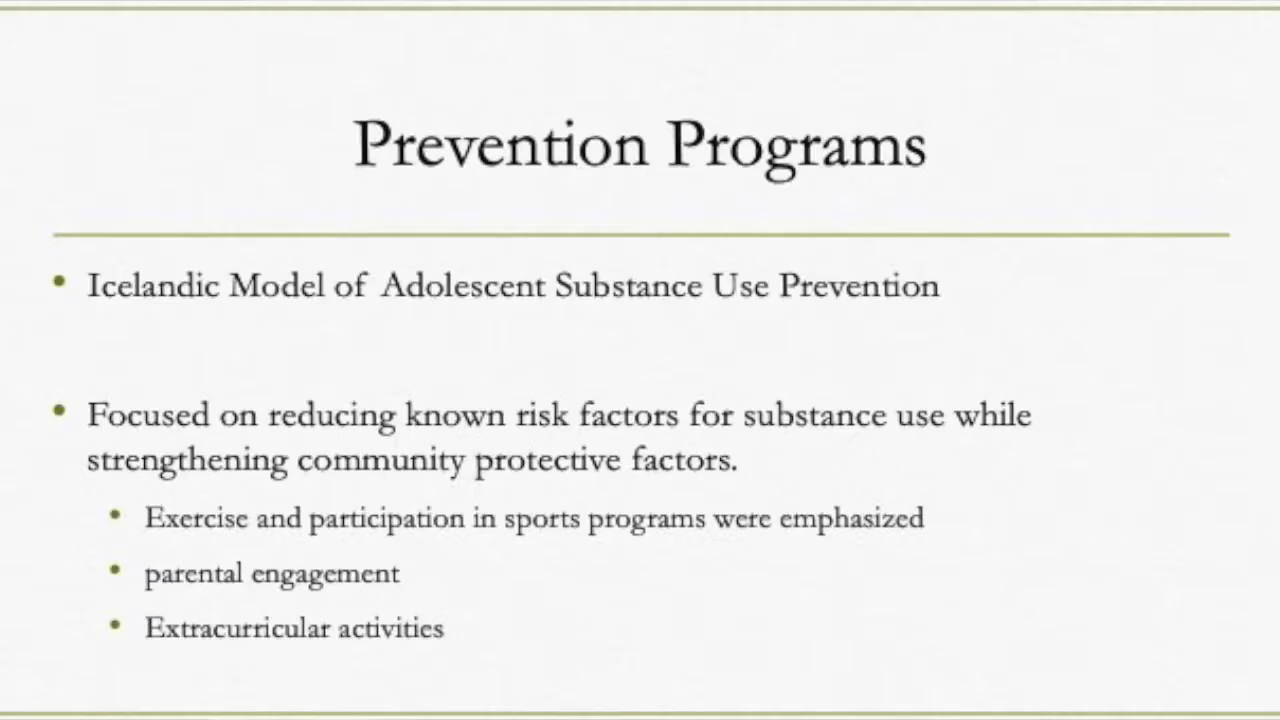 Prevention Programs
• Icelandic Model of Adolescent Substance Use Prevention
• Focused on reducing known risk factors for substance use while
strengthening community protective factors.
• Exercise and participation in sports programs were emphasized
• parental engagement
• Extracurricular activities